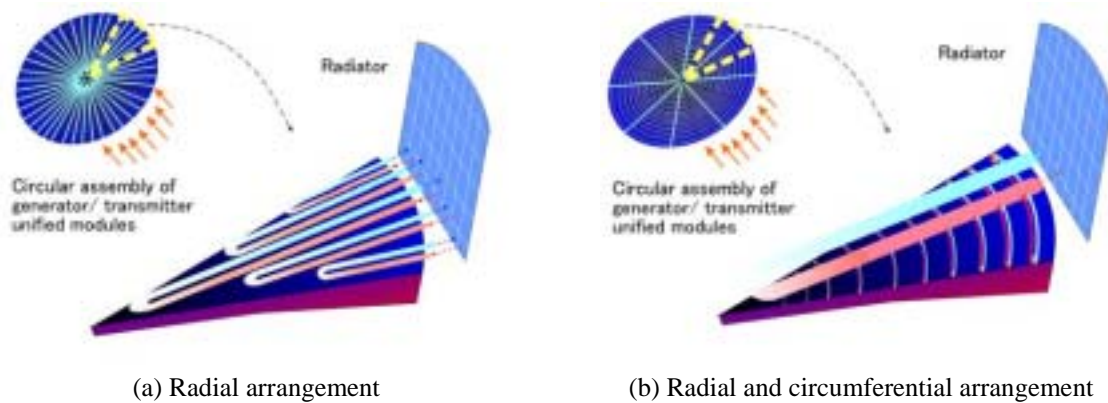 Radiator
Circular assembly of
generator/ transmitter
unified modules
(a) Radial arrangement
Radiator
Circular assembly of
generator/ transmitter
unified modules
(b) Radial and circumferential arrangement